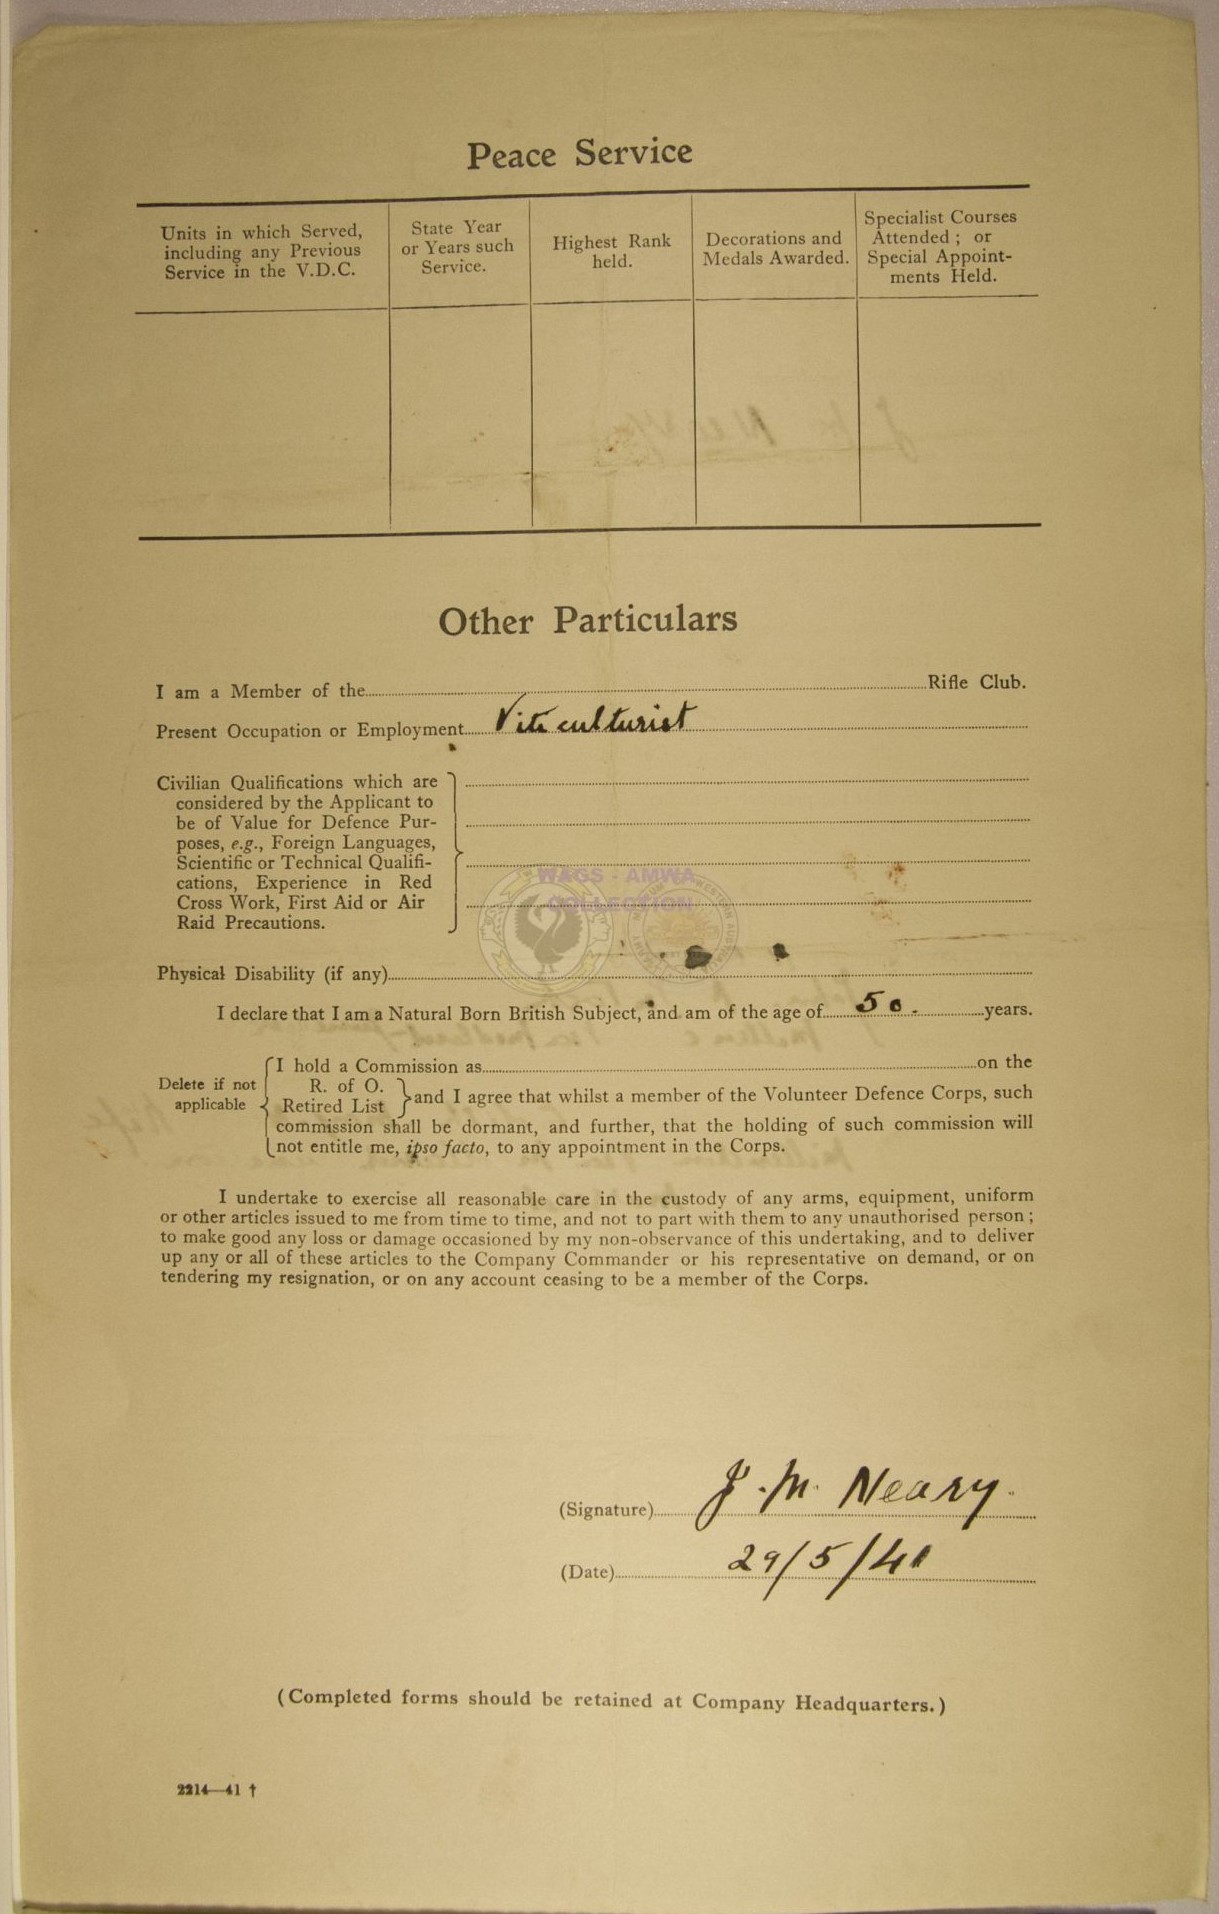 Peace Service
Units in which Served,
including any Previous
Service in the V.D.C.
State Year
or Years such
Service.
Highest Rank
held.
Decorations and
Medals Awarded.
Specialist Courses
Attended ; or
Special Appoint-
ments Held.
Other Particulars
I am a Member of the Rifle Club.
Present Occupation or Employment Viticulturist
Civilian Qualifications which are
considered by the Applicant to
be of Value for Defence Pur-
poses, e.g., Foreign Languages,
Scientific or Technical Qualifi-
cations, Experience in Red
Cross Work, First Aid or Air
Raid Precautions.
WAGS - AMWA
COLLECTION
Physical Disability (if any)
I declare that I am a Natural Born British Subject, and am of the age of 50. years.
Delete if not
applicable
I hold a Commission as on the
R. of O.
Retired List
and I agree that whilst a member of the Volunteer Defence Corps, such
commission shall be dormant, and further, that the holding of such commission will
not entitle me, ipso facto, to any appointment in the Corps.
I undertake to exercise all reasonable care in the custody of any arms, equipment, uniform
or other articles issued to me from time to time, and not to part with them to any unauthorised person ;
to make good any loss or damage occasioned by my non-observance of this undertaking, and to deliver
up any or all of these articles to the Company Commander or his representative on demand, or on
tendering my resignation, or on any account ceasing to be a member of the Corps.
(Signature) J. M. Neary.
(Date) 29/5/41
(Completed forms should be retained at Company Headquarters.)
2214—41 †